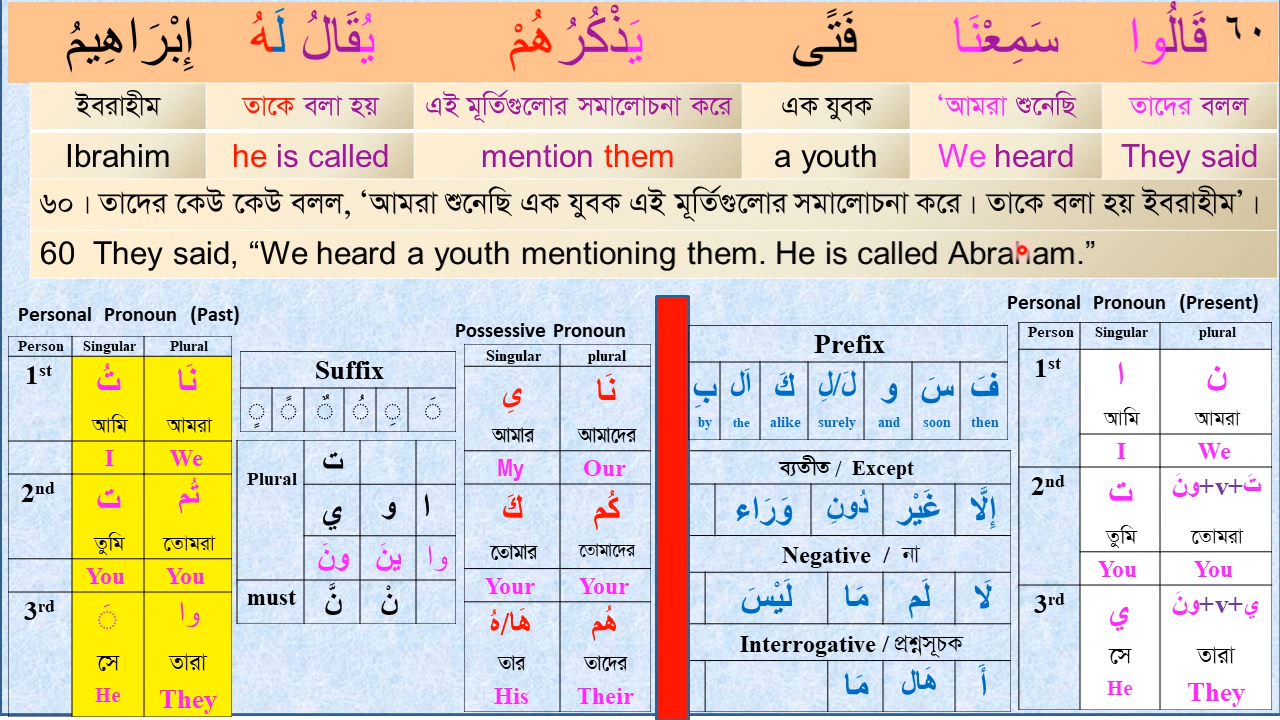 ٦٠ قَالُوا سَمِعْنَا فَتًى يَذْكُرُ هُمْ يُقَالُ لَهُ إِبْرَاهِيمُ
ইবরাহীম তাকে বলা হয় এই মূর্তিগুলোর সমালোচনা করে এক যুবক ‘আমরা শুনেছি তাদের বলল
Ibrahim he is called mention them a youth We heard They said
৬০। তাদের কেউ কেউ বলল, ‘আমরা শুনেছি এক যুবক এই মূর্তিগুলোর সমালোচনা করে। তাকে বলা হয় ইবরাহীম’।
60 They said, “We heard a youth mentioning them. He is called Abraham.”
Personal Pronoun (Past)
Person Singular Plural
1st تُ نَا
আমি আমরা
I We
2nd ت تُم
তুমি তোমরা
You You
3rd َ وا
সে তারা
He They
Suffix
ٍ ً ٌ ُ ِ َ
Plural ت
ي و ا
ونَ ينَ وا
must نَّ نْ
Possessive Pronoun
Singular plural
يِ نَا
আমার আমাদের
My Our
كَ كُم
তোমার তোমাদের
Your Your
هَا/هُ هُم
তার তাদের
His Their
Prefix
بِ اَل كَ لَ/لِ و سَ فَ
by the alike surely and soon then
ব্যতীত / Except
وَرَاء دُونِ غَيْر إِلَّا
Negative / না
لَيْسَ مَا لَم لَا
Interrogative / প্রশ্নসূচক
مَا هَال أَ
Personal Pronoun (Present)
Person Singular plural
1st ا ن
আমি আমরা
I We
2nd ت تَ+v+ونَ
তুমি তোমরা
You You
3rd ي ي+v+ونَ
সে তারা
He They